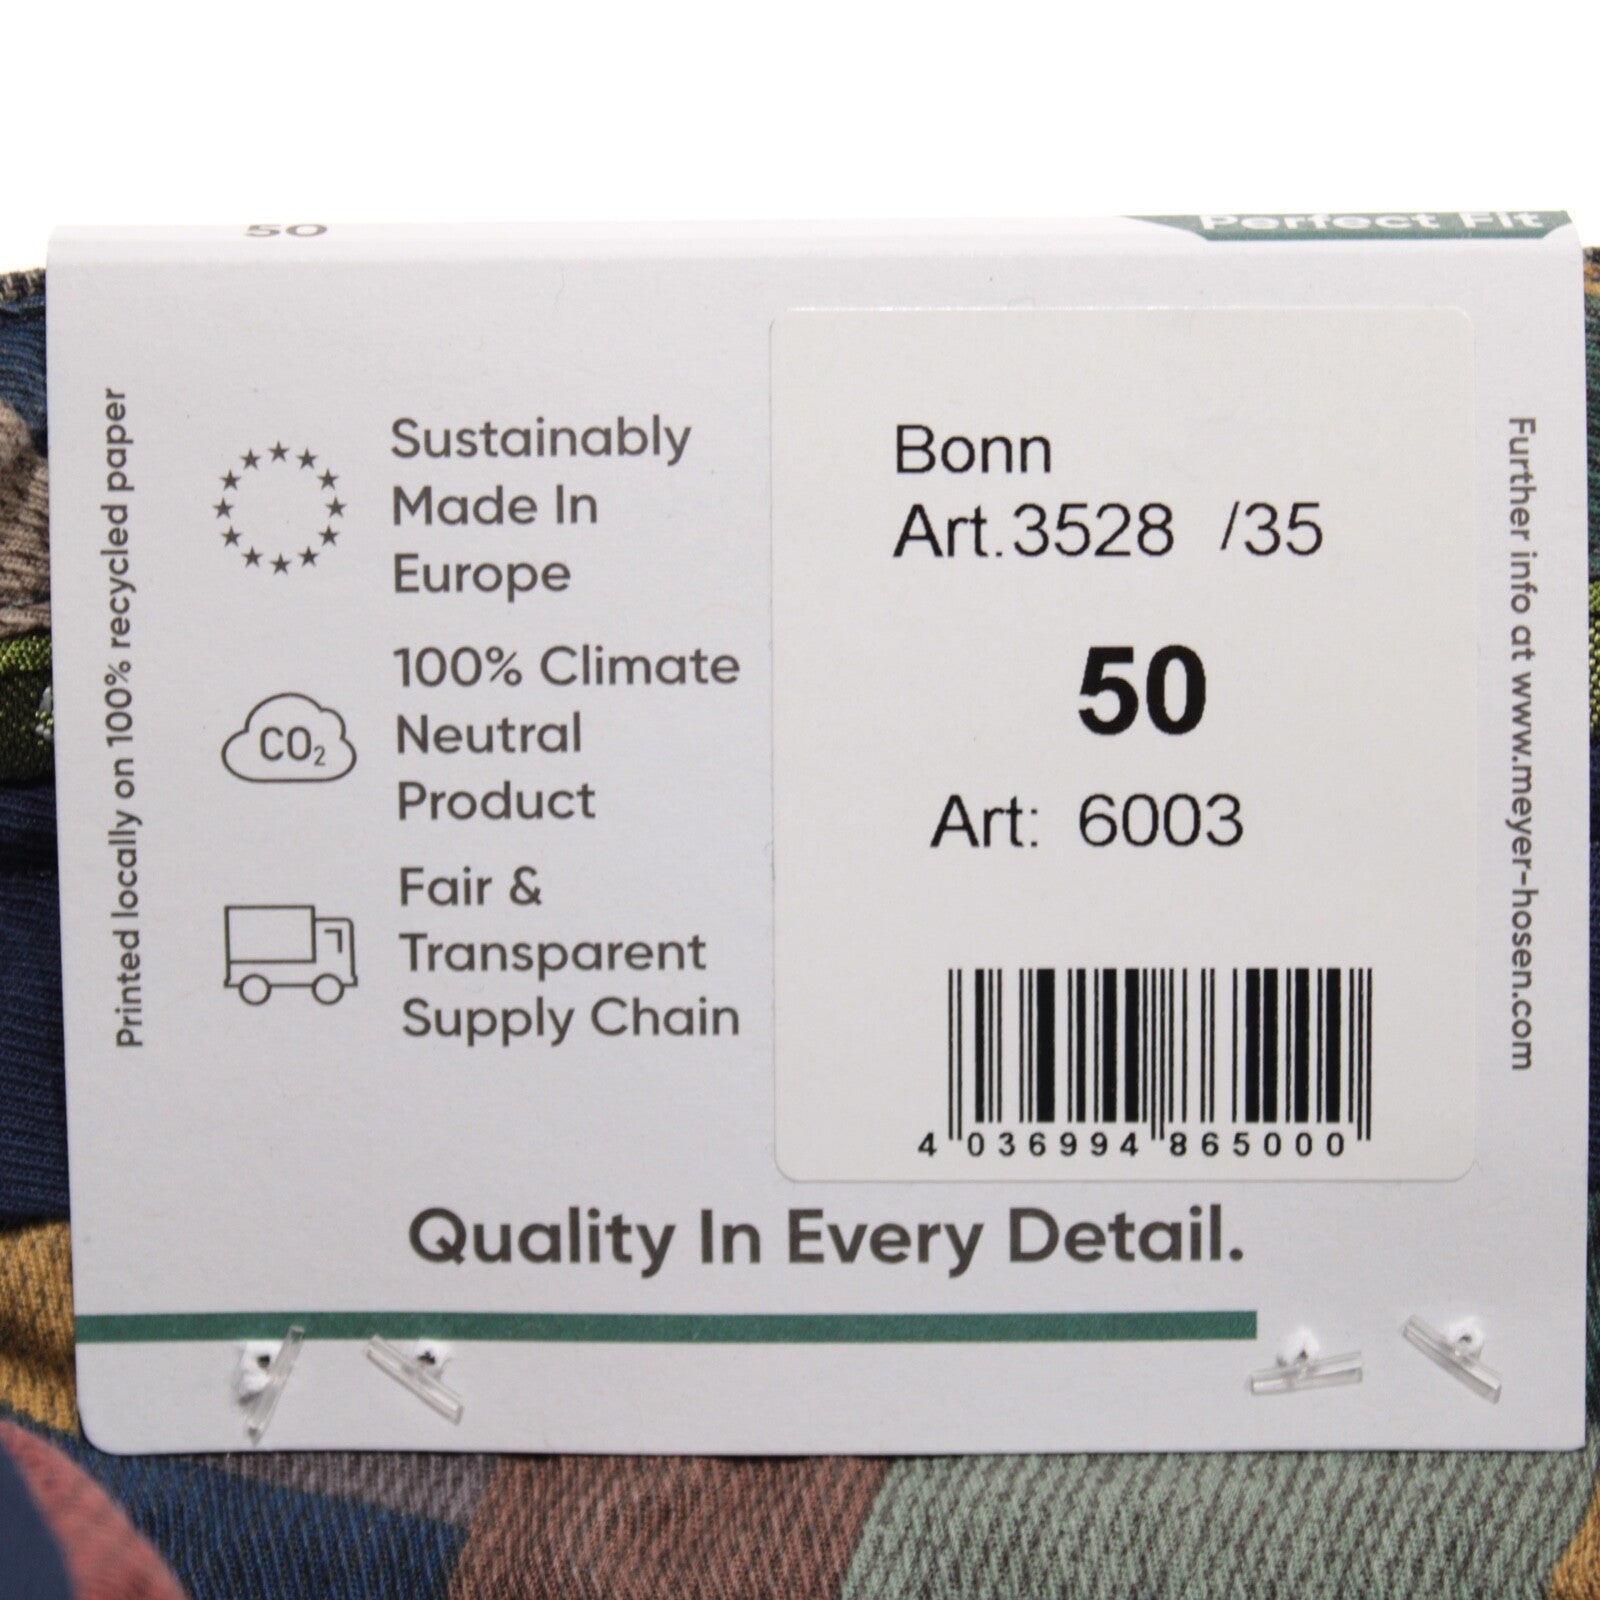 50
Perfect Fit
Printed locally on 100% recycled paper
Sustainably
Made In
Europe
CO₂
100% Climate
Neutral
Product
Fair &
Transparent
Supply Chain
Bonn
Art.3528 /35
50
Art: 6003
4 036994 865000
Further info at www.meyer-hosen.com
Quality In Every Detail.